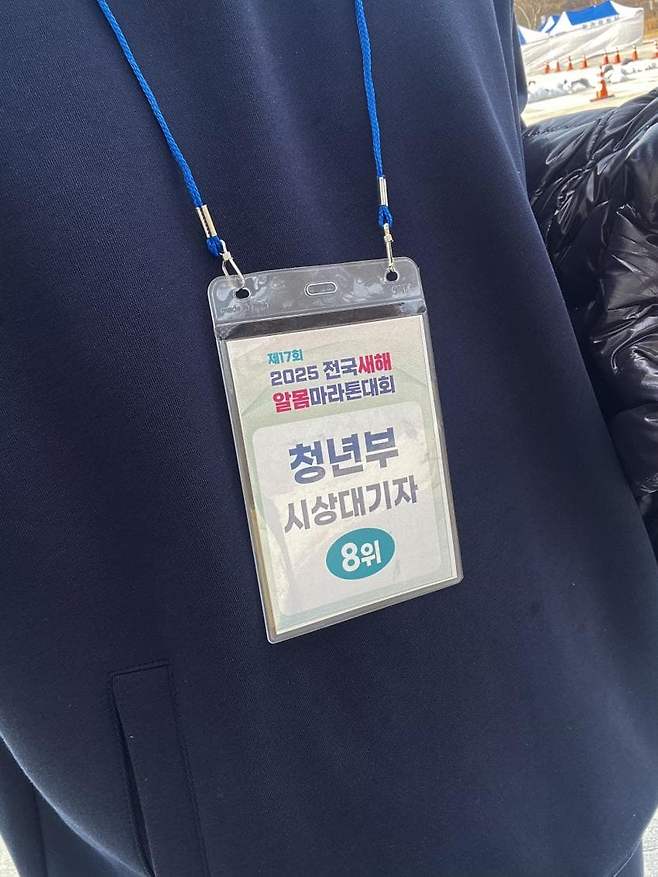 제17회
2025 전국새해
알몸마라톤대회
청년부
시상대기자
8위